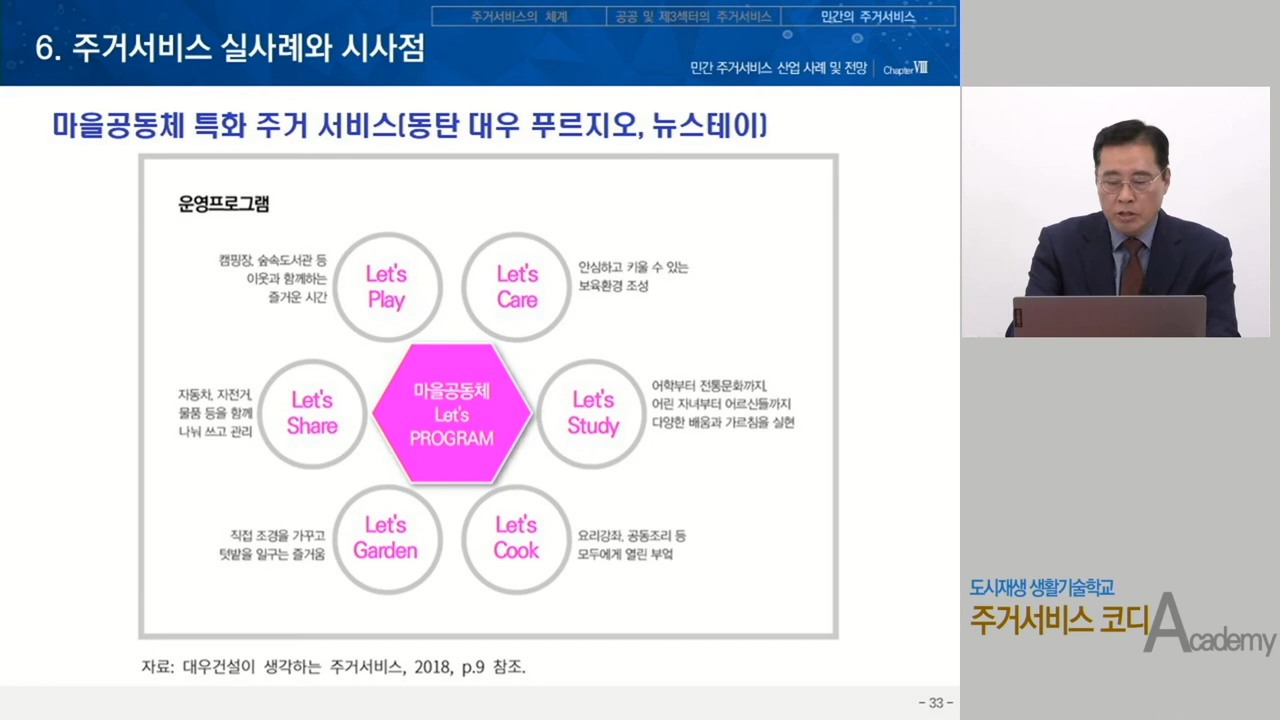 주거서비스의 체계
공공 및 제3섹터의 주거서비스
민간의 주거서비스
6. 주거서비스 실사례와 시사점
민간 주거서비스 산업 사례 및 전망
Chapter Ⅷ
마을공동체 특화 주거 서비스(동탄 대우 푸르지오, 뉴스테이)
운영프로그램
캠핑장, 숲속도서관 등
이웃과 함께하는
즐거운 시간
Let's
Play
Let's
Care
안심하고 키울 수 있는
보육환경 조성
자동차, 자전거,
물품 등을 함께
나눠 쓰고 관리
Let's
Share
마을공동체
Let's
PROGRAM
Let's
Study
어학부터 전통문화까지,
어린 자녀부터 어르신들까지
다양한 배움과 가르침을 실현
직접 조경을 가꾸고
텃밭을 일구는 즐거움
Let's
Garden
Let's
Cook
요리강좌, 공동조리 등
모두에게 열린 부엌
자료: 대우건설이 생각하는 주거서비스, 2018, p.9 참조.
- 33 -
도시재생 생활기술학교
주거서비스 코디 Academy